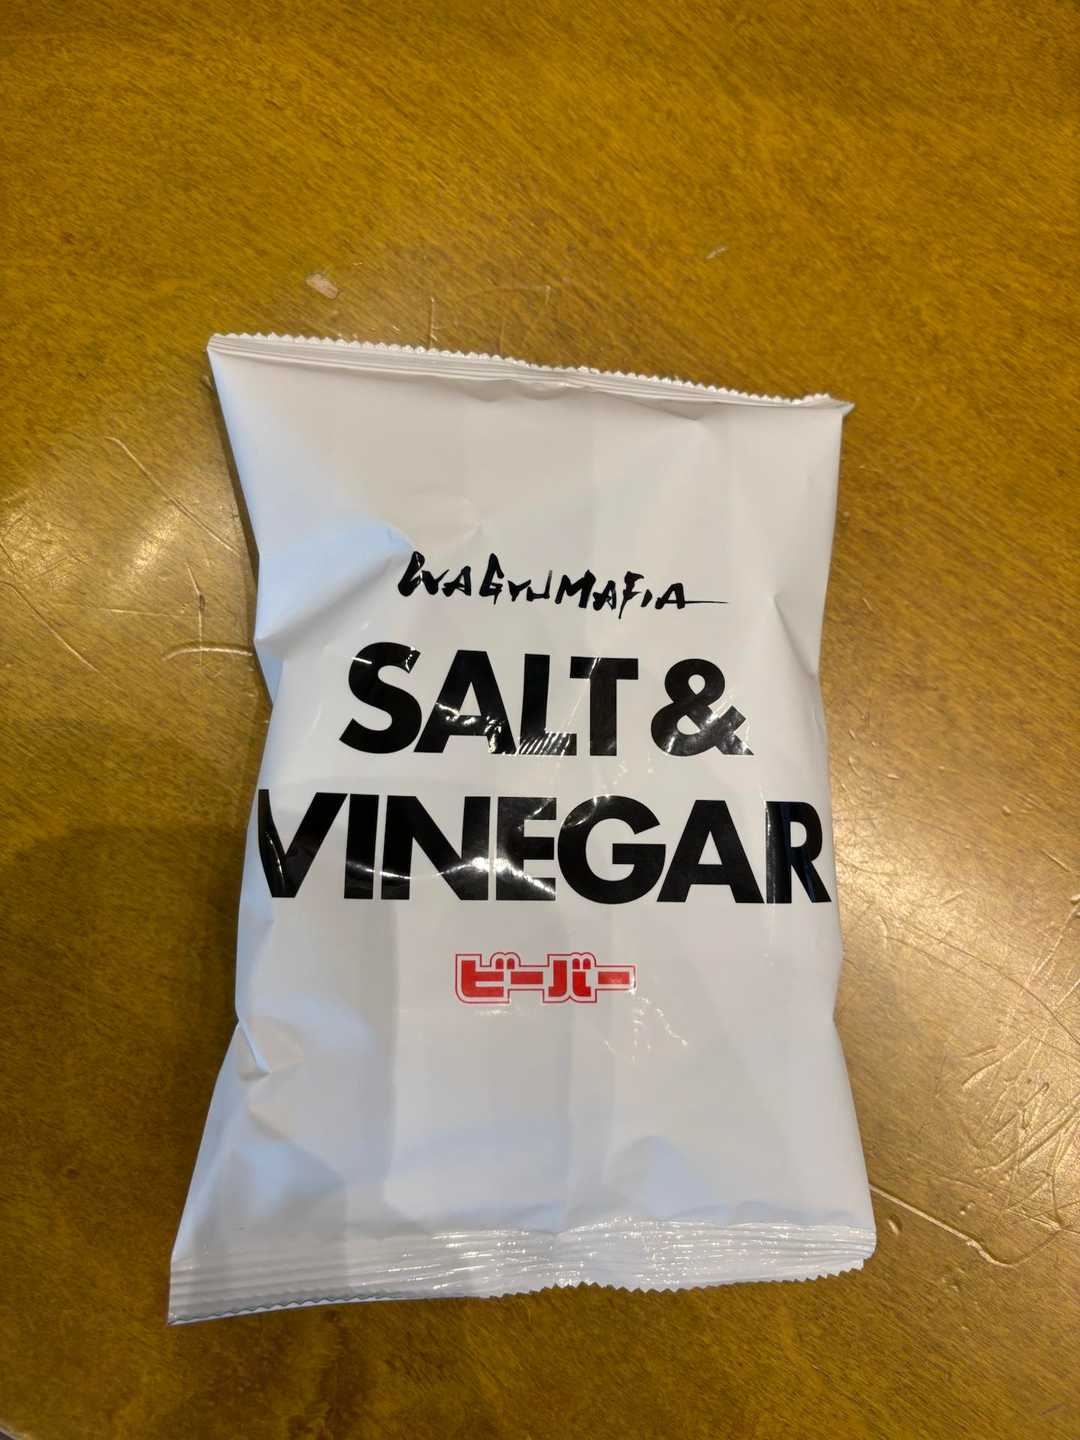 WAGYUMAFIA
SALT &
VINEGAR
ビーバー